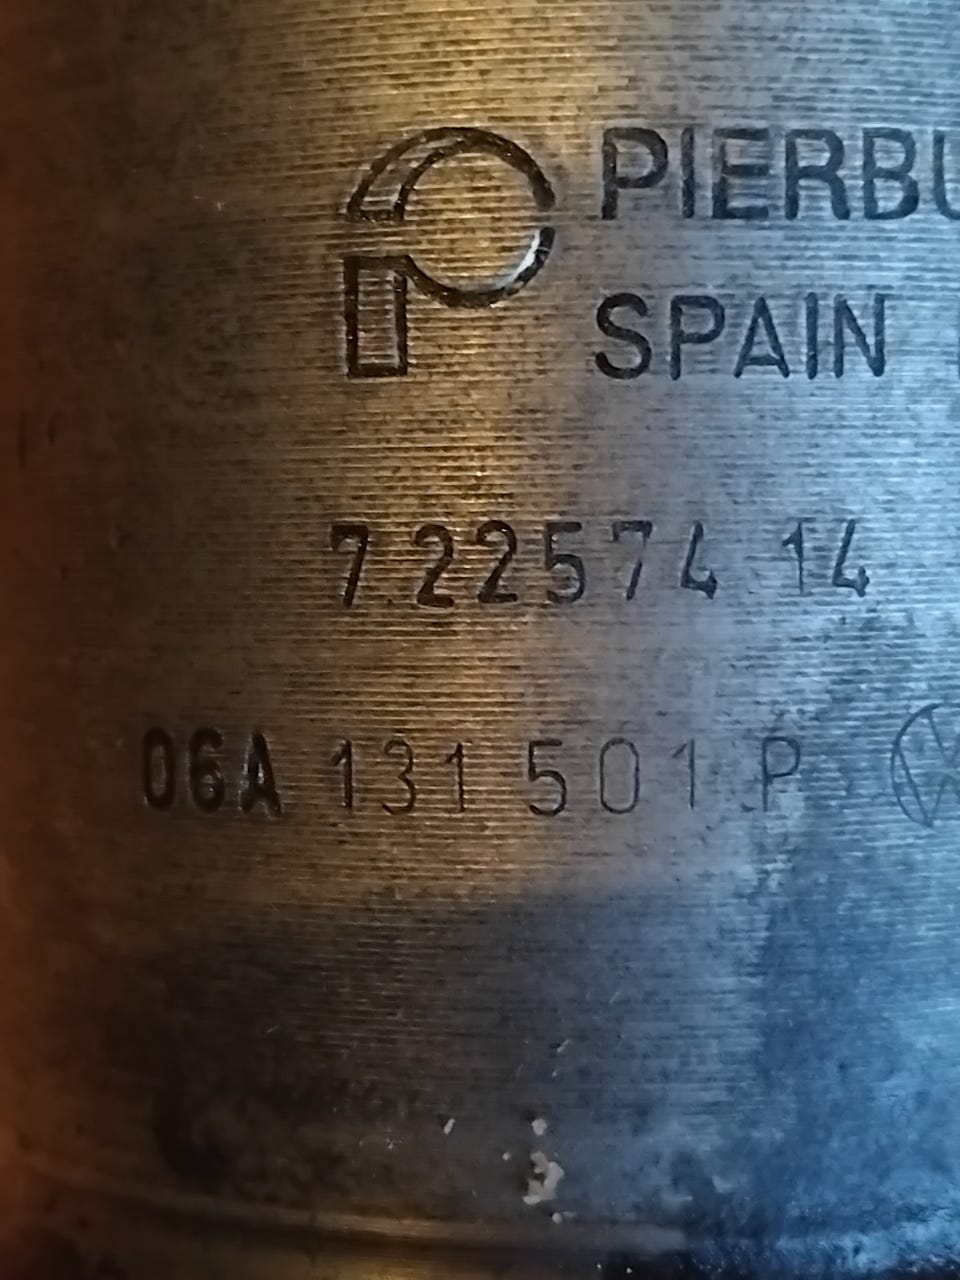 PIERBU
SPAIN
7.22574.14
06A 131 501 P